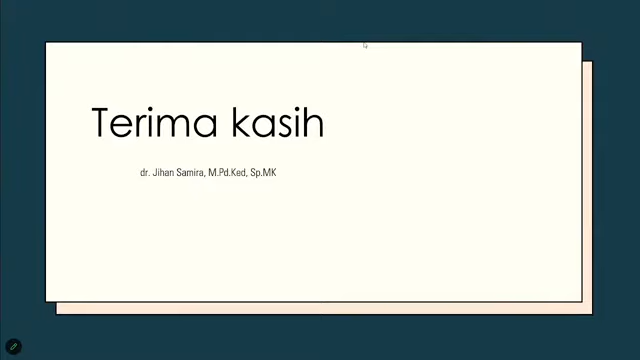 Terima kasih
dr. Jihan Samira, M.Pd.Ked, Sp.MK